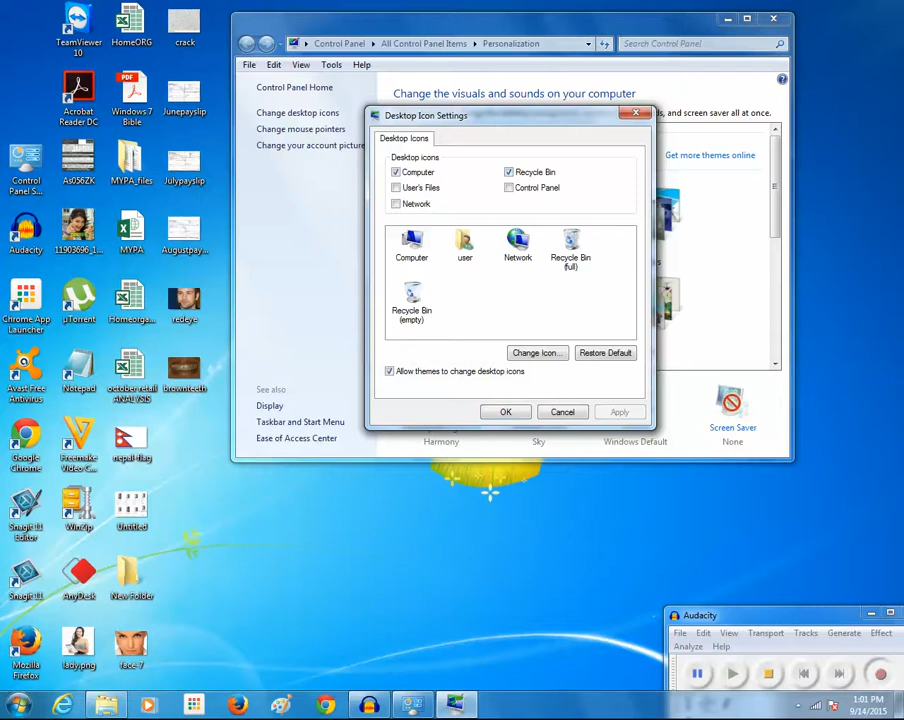 TeamViewer 10
HomeORG
crack
Acrobat Reader DC
Windows 7 Bible
Junepayslip
Control Panel S...
As056ZK
MYPA_files
Julypayslip
Audacity
11903696_1...
MYPA
Augustpay...
Chrome App Launcher
µTorrent
Homeorga...
redeye
Avast Free Antivirus
Notepad
october retail ANALYSIS
brownteeth
Google Chrome
Freemake Video C...
nepal-flag
Snagit 11 Editor
WinZip
Untitled
Snagit 11
AnyDesk
New Folder
Mozilla Firefox
lady.png
face-7
Control Panel
All Control Panel Items
Personalization
Search Control Panel
File Edit View Tools Help
Control Panel Home
Change desktop icons
Change mouse pointers
Change your account picture
Change the visuals and sounds on your computer
, and screen saver all at once.
Get more themes online
See also
Display
Taskbar and Start Menu
Ease of Access Center
Harmony
Sky
Windows Default
Screen Saver
None
Desktop Icon Settings
Desktop Icons
Desktop icons
Computer
Recycle Bin
User's Files
Control Panel
Network
Computer
user
Network
Recycle Bin (full)
Recycle Bin (empty)
Change Icon...
Restore Default
Allow themes to change desktop icons
OK
Cancel
Apply
Audacity
File Edit View Transport Tracks Generate Effect
Analyze Help
1:01 PM
9/14/2015